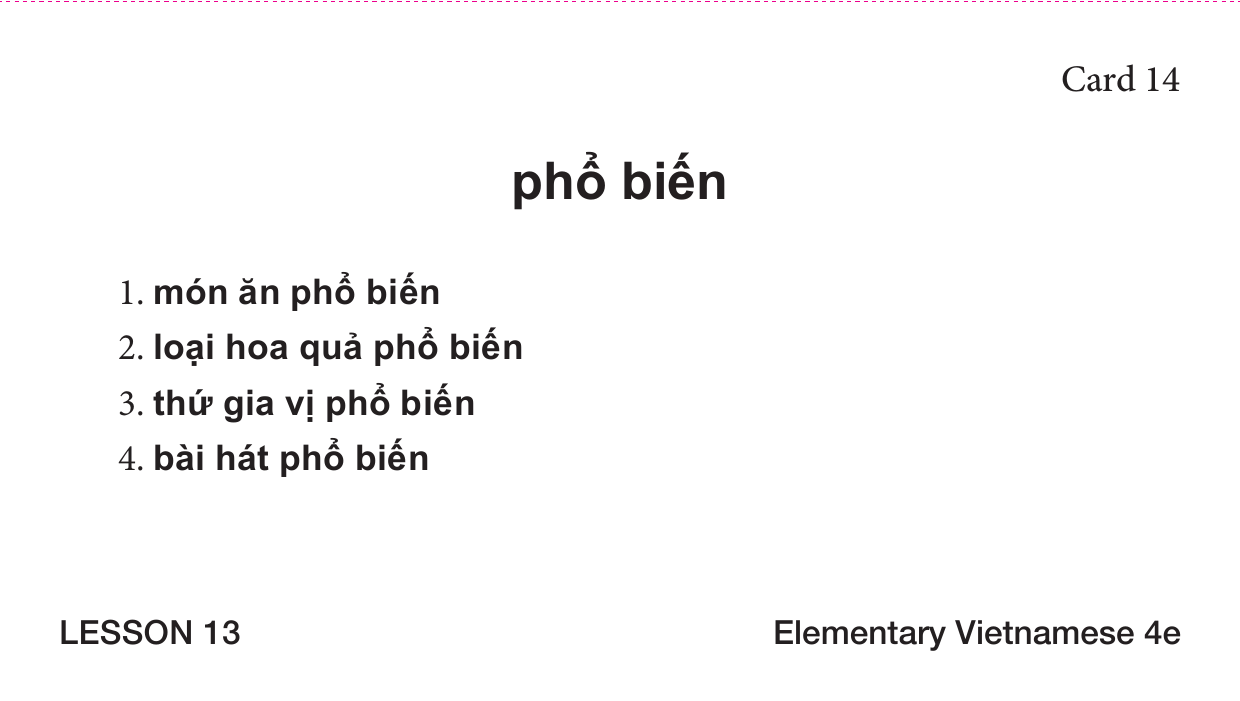 Card 14
phổ biến
1. món ăn phổ biến
2. loại hoa quả phổ biến
3. thứ gia vị phổ biến
4. bài hát phổ biến
LESSON 13
Elementary Vietnamese 4e